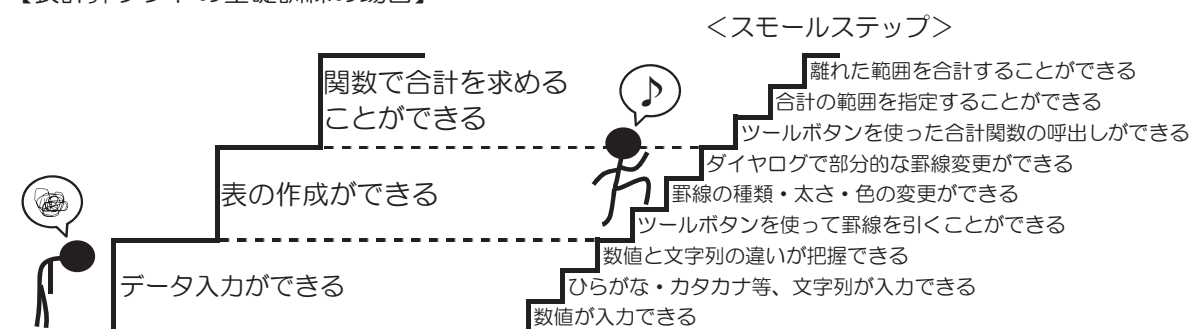 【表計算ソフトの基礎訓練の場合】
＜スモールステップ＞
関数で合計を求める
ことができる
表の作成ができる
データ入力ができる
離れた範囲を合計することができる
合計の範囲を指定することができる
ツールボタンを使った合計関数の呼出しができる
ダイヤログで部分的な罫線変更ができる
罫線の種類・太さ・色の変更ができる
ツールボタンを使って罫線を引くことができる
数値と文字列の違いが把握できる
ひらがな・カタカナ等、文字列が入力できる
数値が入力できる